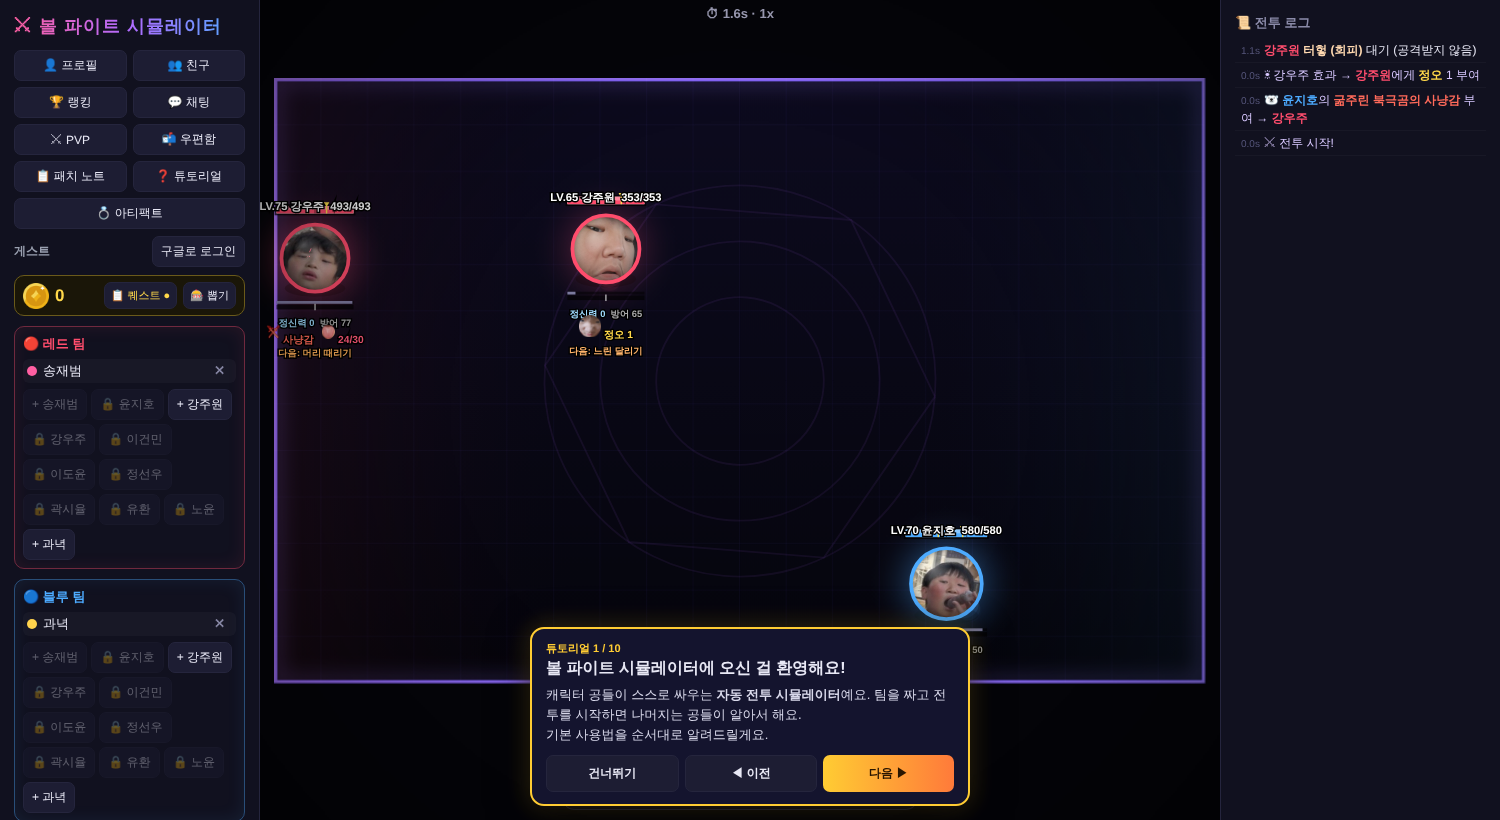 ⚔ 볼 파이트 시뮬레이터
👤 프로필
👥 친구
🏆 랭킹
💬 채팅
⚔ PVP
📬 우편함
📋 패치 노트
❓ 튜토리얼
💍 아티팩트
게스트
구글로 로그인
0
📋 퀘스트 ●
🎰 뽑기
🔴 레드 팀
송재범 ✕
+ 송재범
🔒 윤지호
+ 강주원
🔒 강우주
🔒 이건민
🔒 이도윤
🔒 정선우
🔒 곽시율
🔒 유환
🔒 노윤
+ 과녁
🔵 블루 팀
과녁 ✕
+ 송재범
🔒 윤지호
+ 강주원
🔒 강우주
🔒 이건민
🔒 이도윤
🔒 정선우
🔒 곽시율
🔒 유환
🔒 노윤
+ 과녁
⏱ 1.6s · 1x
LV.75 강우주 493/493
정신력 0 방어 77
사냥감 24/30
다음: 머리 때리기
LV.65 강주원 353/353
정신력 0 방어 65
정오 1
다음: 느린 달리기
LV.70 윤지호 580/580
50
튜토리얼 1 / 10
볼 파이트 시뮬레이터에 오신 걸 환영해요!
캐릭터 공들이 스스로 싸우는 자동 전투 시뮬레이터예요. 팀을 짜고 전
투를 시작하면 나머지는 공들이 알아서 해요.
기본 사용법을 순서대로 알려드릴게요.
건너뛰기
◀ 이전
다음 ▶
📜 전투 로그
1.1s 강주원 터헣 (회피) 대기 (공격받지 않음)
0.0s ☀ 강우주 효과 → 강주원에게 정오 1 부여
0.0s 🐻‍❄️ 윤지호의 굶주린 북극곰의 사냥감 부
여 → 강우주
0.0s ⚔ 전투 시작!